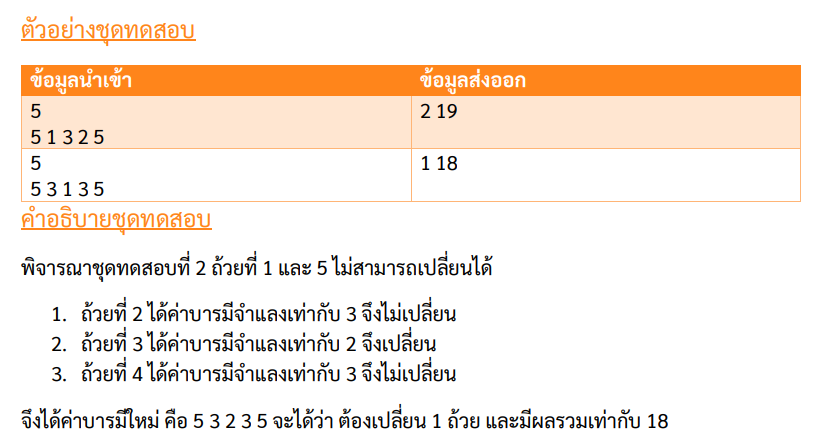 ตัวอย่างชุดทดสอบ
ข้อมูลนำเข้า ข้อมูลส่งออก
5 2 19
5 1 3 2 5
5 1 18
5 3 1 3 5
คำอธิบายชุดทดสอบ
พิจารณาชุดทดสอบที่ 2 ถ้วยที่ 1 และ 5 ไม่สามารถเปลี่ยนได้
1. ถ้วยที่ 2 ได้ค่าบารมีจำแลงเท่ากับ 3 จึงไม่เปลี่ยน
2. ถ้วยที่ 3 ได้ค่าบารมีจำแลงเท่ากับ 2 จึงเปลี่ยน
3. ถ้วยที่ 4 ได้ค่าบารมีจำแลงเท่ากับ 3 จึงไม่เปลี่ยน
จึงได้ค่าบารมีใหม่ คือ 5 3 2 3 5 จะได้ว่า ต้องเปลี่ยน 1 ถ้วย และมีผลรวมเท่ากับ 18